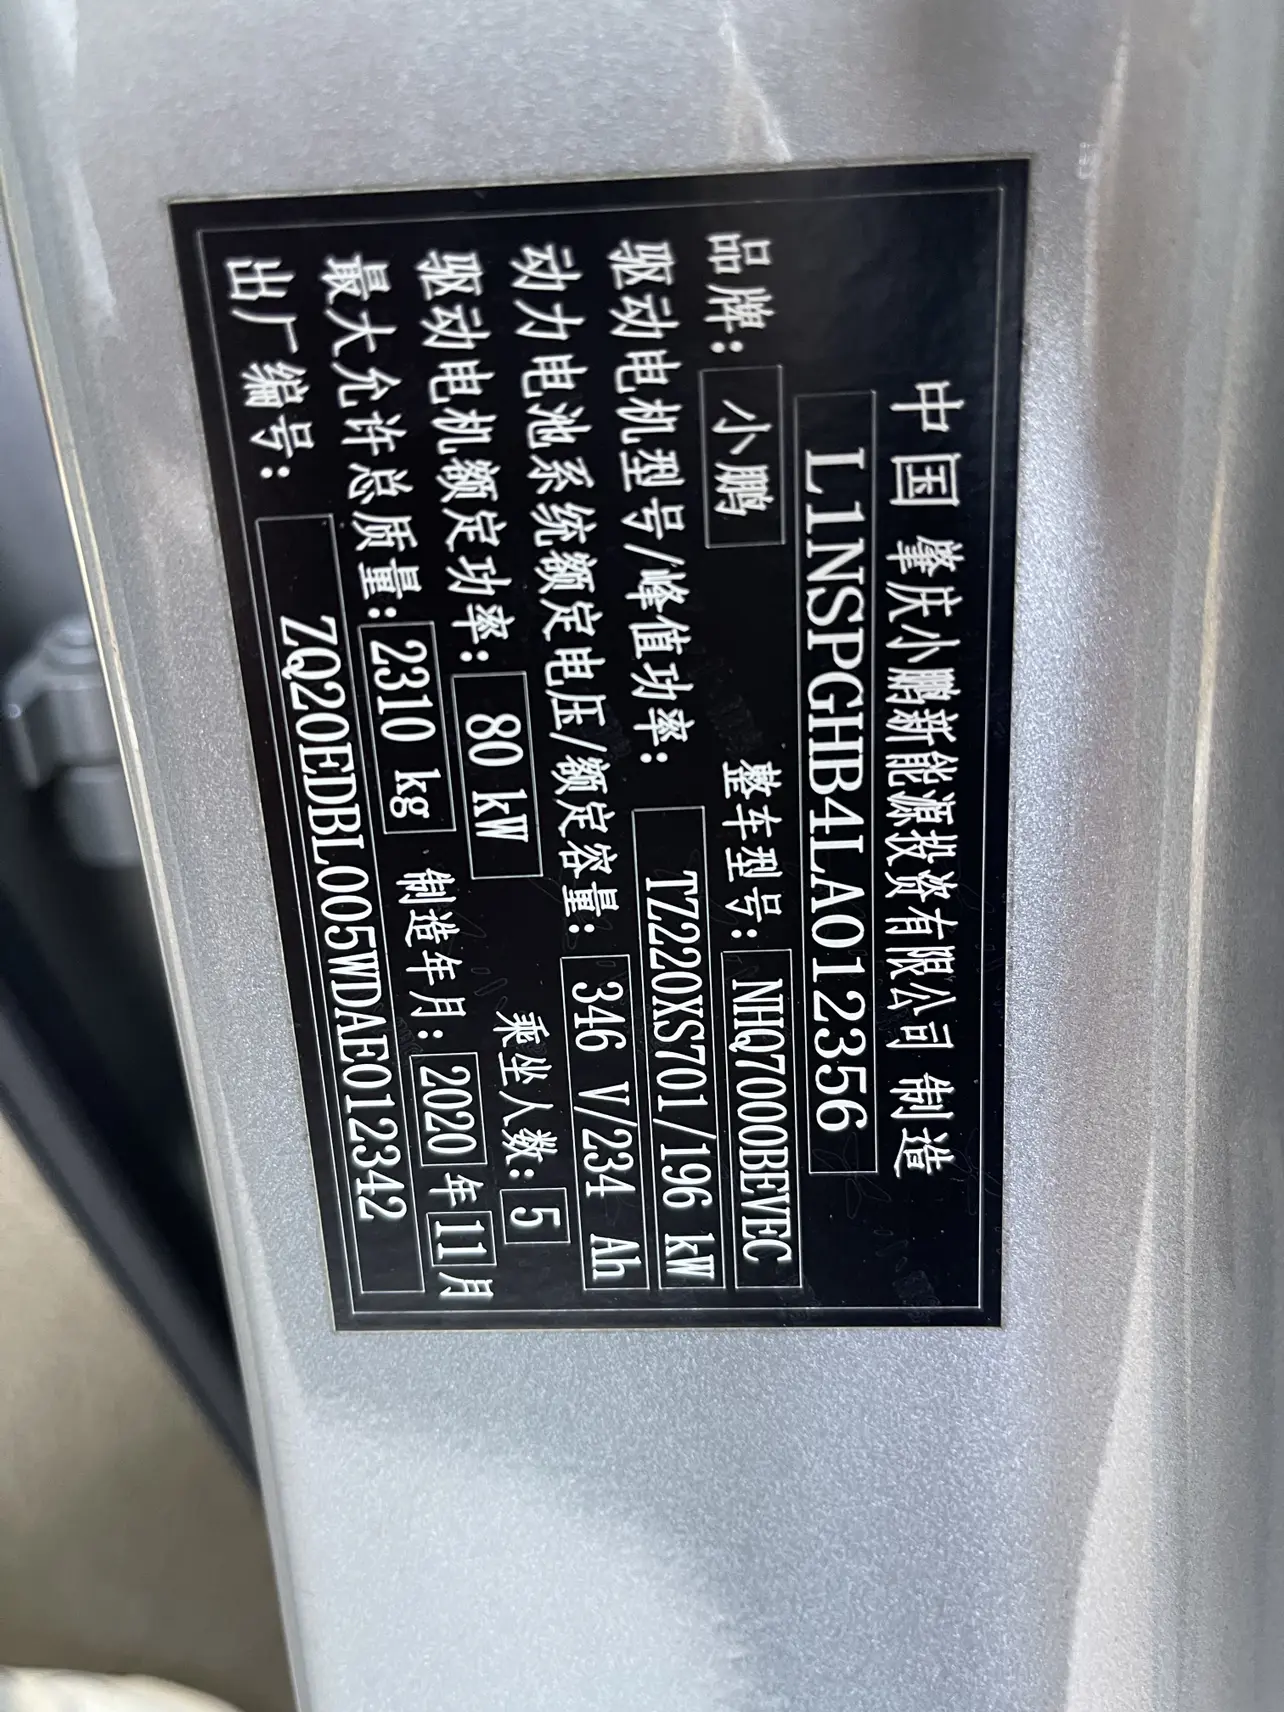 中国 肇庆小鹏新能源投资有限公司 制造
L1NSPGHB4LA012356
品牌: 小鹏 整车型号: NHQ7000BEVEC
驱动电机型号/峰值功率: TZ220XS701/196 kW
动力电池系统额定电压/额定容量: 346 V/234 Ah
驱动电机额定功率: 80 kW 乘坐人数: 5
最大允许总质量: 2310 kg 制造年月: 2020 年 11月
出厂编号: ZQ20EDBL005WDAE012342